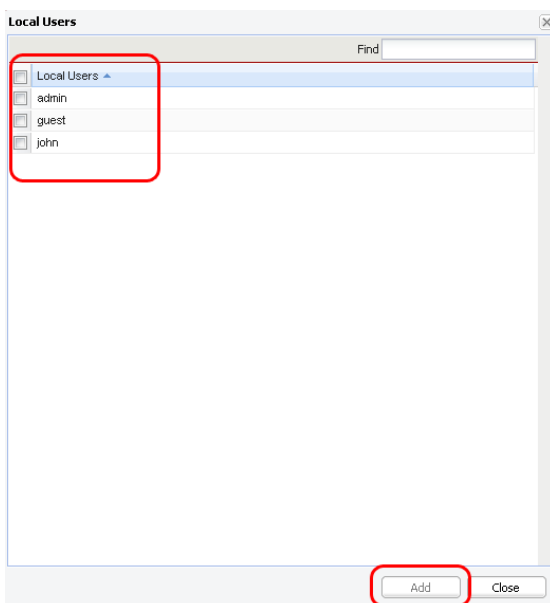 Local Users
Find
Local Users
admin
guest
john
Add Close